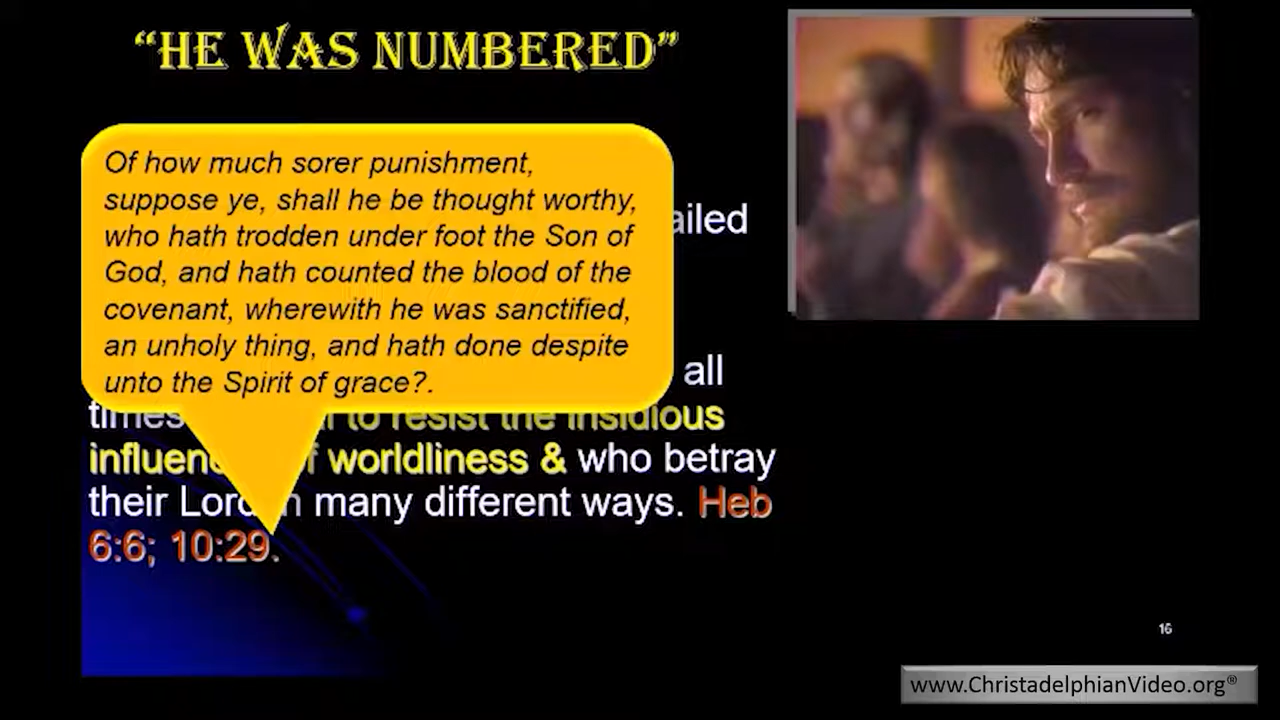 “HE WAS NUMBERED”
Of how much sorer punishment,
suppose ye, shall he be thought worthy,
who hath trodden under foot the Son of
God, and hath counted the blood of the
covenant, wherewith he was sanctified,
an unholy thing, and hath done despite
unto the Spirit of grace?.
ailed
all
times to resist the insidious
of worldliness & who betray
their many different ways. Heb
6:6; 10:29.
16
www.ChristadelphianVideo.org®